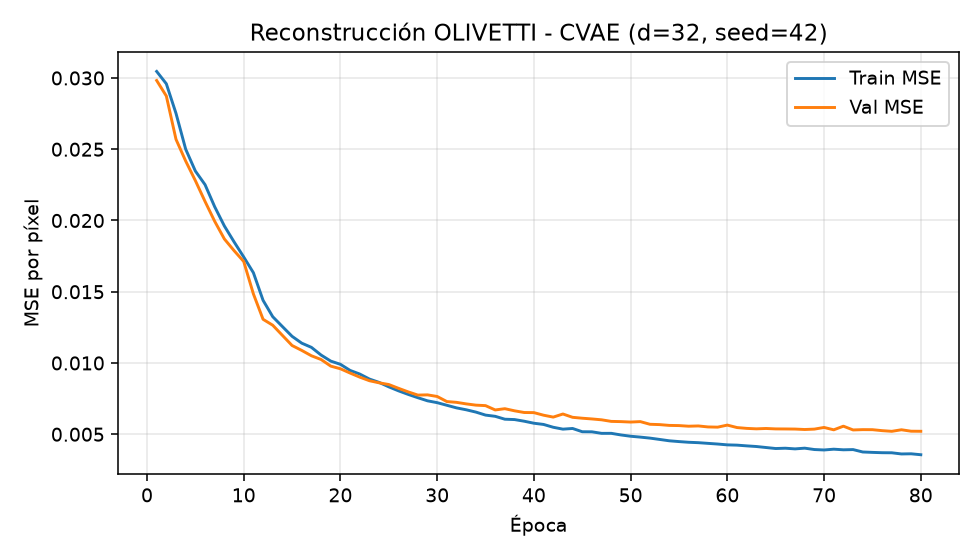 Reconstrucción OLIVETTI - CVAE (d=32, seed=42)
Train MSE
Val MSE
MSE por píxel
0.030
0.025
0.020
0.015
0.010
0.005
0 10 20 30 40 50 60 70 80
Época